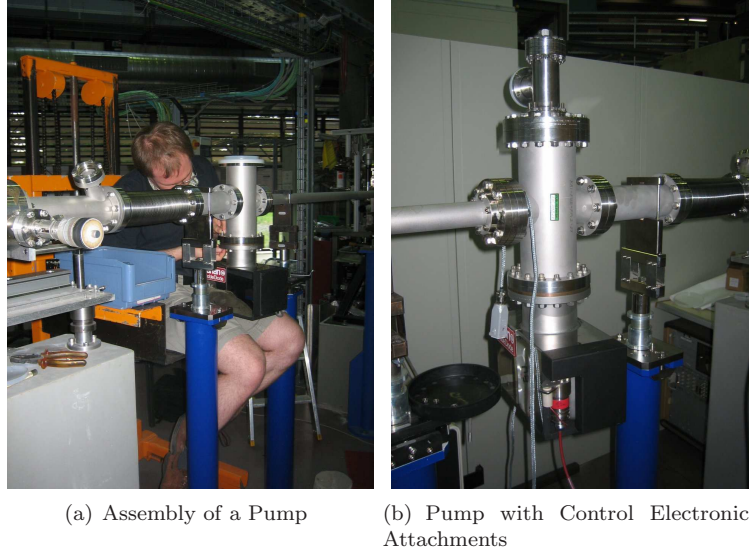 (a) Assembly of a Pump
(b) Pump with Control Electronic
Attachments